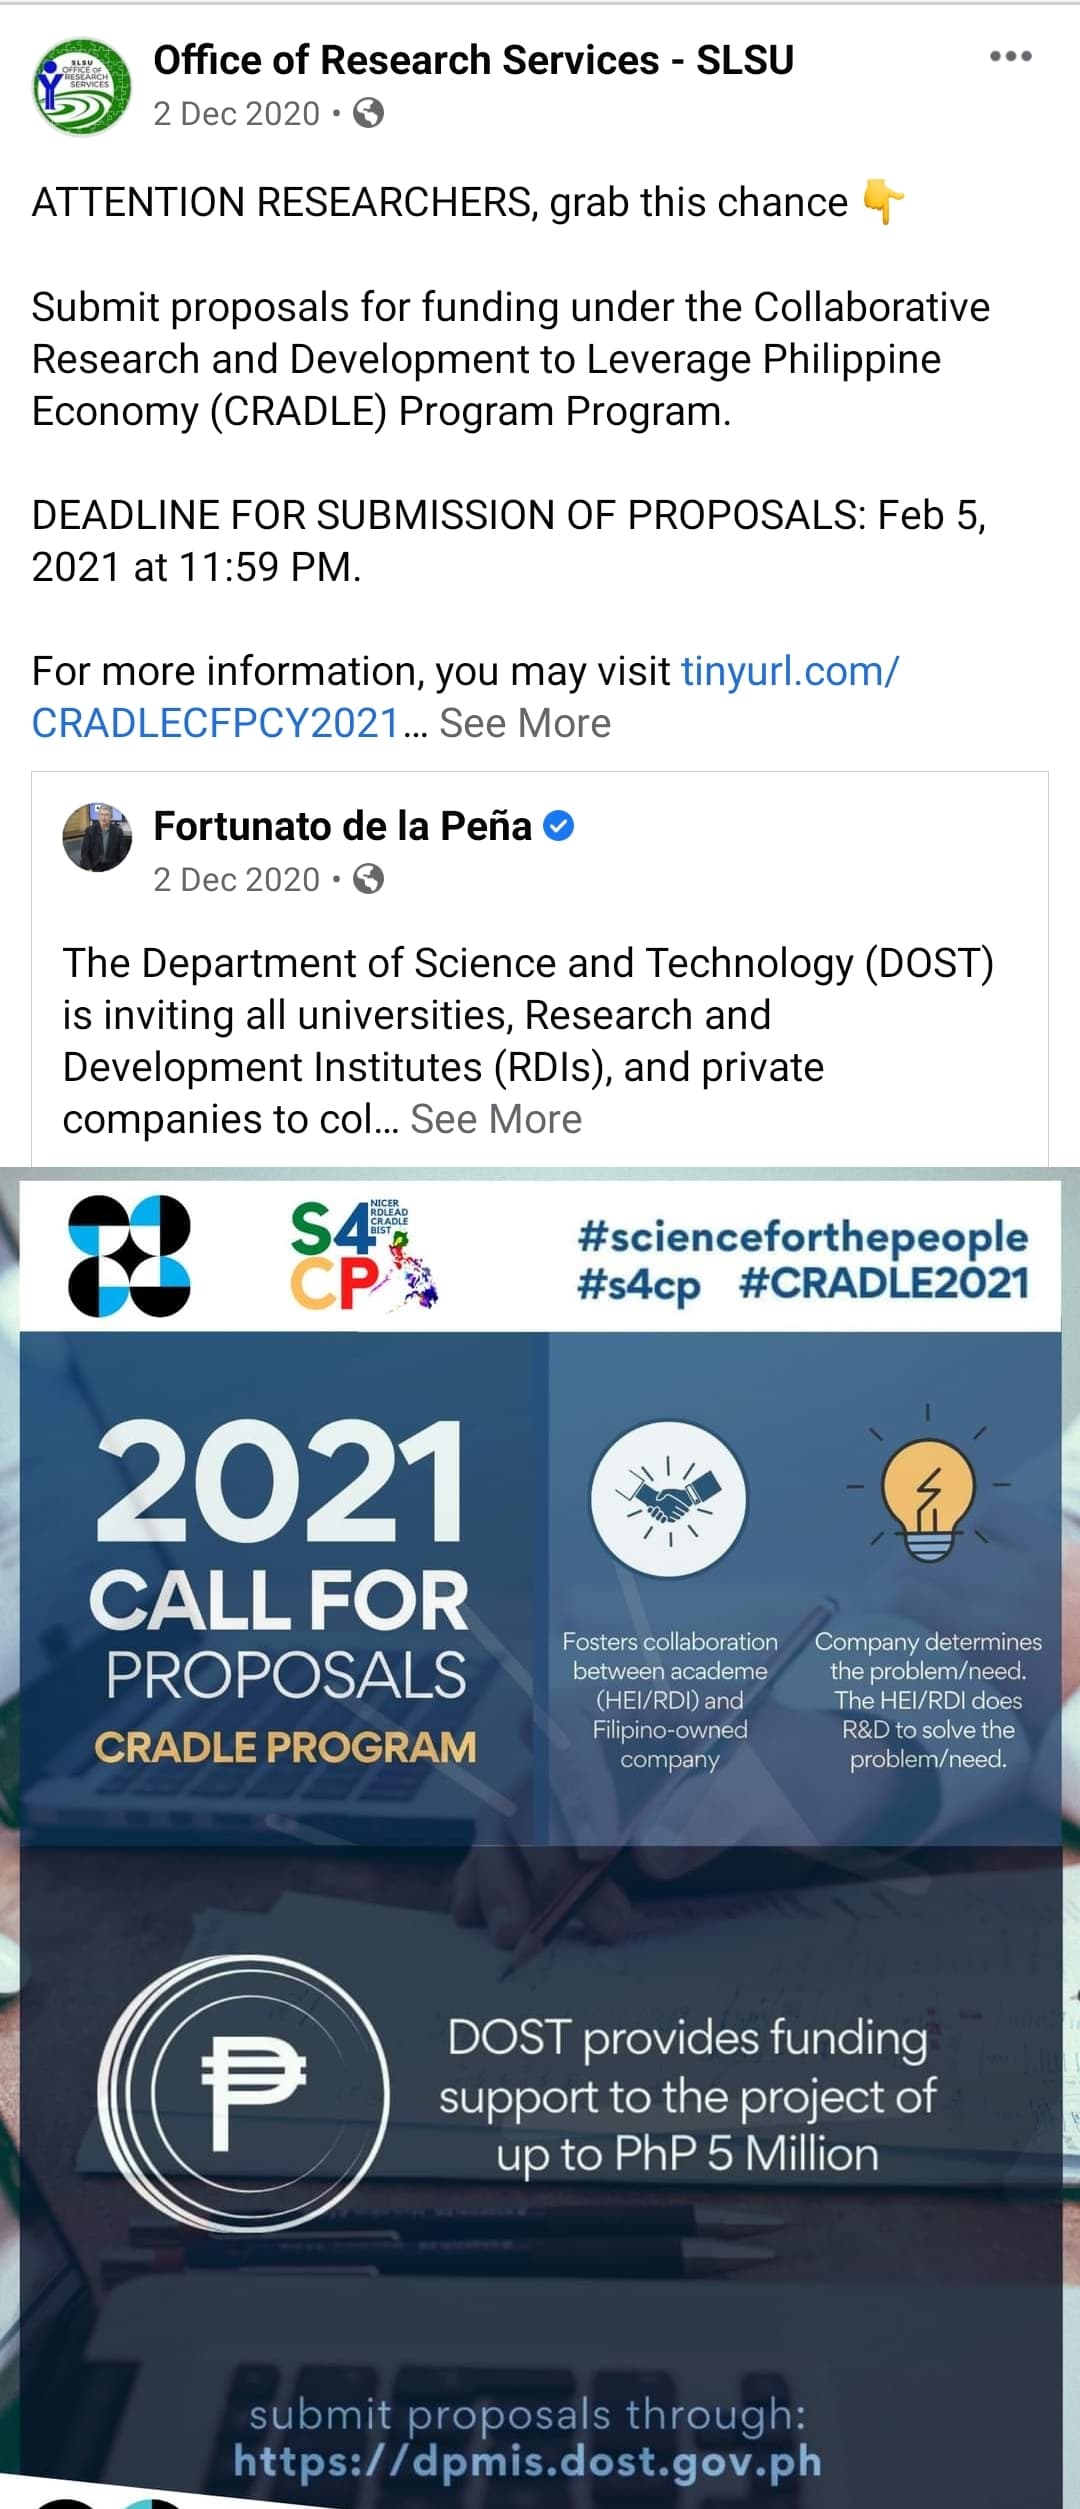 SLSU
OFFICE OF
RESEARCH
SERVICES
Office of Research Services - SLSU
2 Dec 2020 •
ATTENTION RESEARCHERS, grab this chance 👇
Submit proposals for funding under the Collaborative
Research and Development to Leverage Philippine
Economy (CRADLE) Program Program.
DEADLINE FOR SUBMISSION OF PROPOSALS: Feb 5,
2021 at 11:59 PM.
For more information, you may visit tinyurl.com/
CRADLECFPCY2021... See More
Fortunato de la Peña
2 Dec 2020 •
The Department of Science and Technology (DOST)
is inviting all universities, Research and
Development Institutes (RDIs), and private
companies to col... See More
S4CP
NICER
RDLEAD
CRADLE
BIST
#scienceforthepeople
#s4cp #CRADLE2021
2021
CALL FOR
PROPOSALS
CRADLE PROGRAM
Fosters collaboration
between academe
(HEI/RDI) and
Filipino-owned
company
Company determines
the problem/need.
The HEI/RDI does
R&D to solve the
problem/need.
₱
DOST provides funding
support to the project of
up to PhP 5 Million
submit proposals through:
https://dpmis.dost.gov.ph